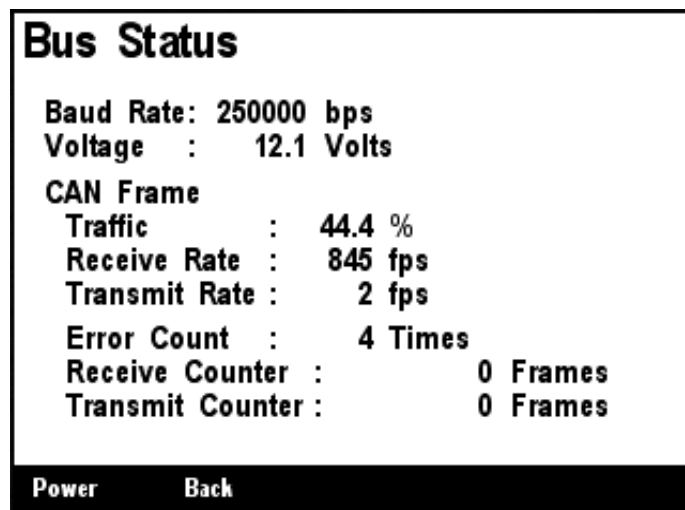 Bus Status
Baud Rate: 250000 bps
Voltage : 12.1 Volts
CAN Frame
Traffic : 44.4 %
Receive Rate : 845 fps
Transmit Rate : 2 fps
Error Count : 4 Times
Receive Counter : 0 Frames
Transmit Counter : 0 Frames
Power Back